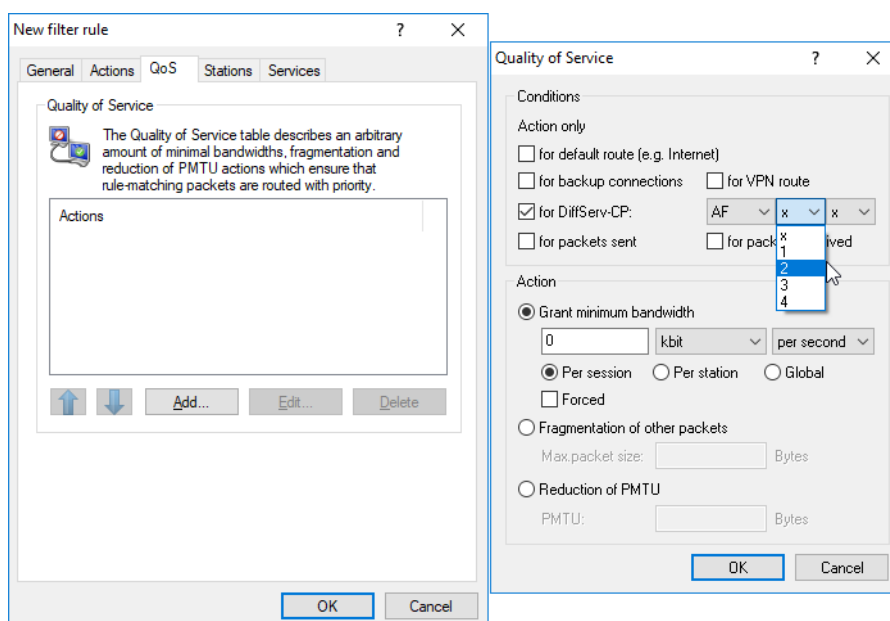 New filter rule ?
General Actions QoS Stations Services
Quality of Service
The Quality of Service table describes an arbitrary
amount of minimal bandwidths, fragmentation and
reduction of PMTU actions which ensure that
rule-matching packets are routed with priority.
Actions
Add... Edit... Delete
OK Cancel
Quality of Service ?
Conditions
Action only
for default route (e.g. Internet)
for backup connections for VPN route
for DiffServ-CP: AF x x
for packets sent for pack ived
x
1
2
3
4
Action
Grant minimum bandwidth
0 kbit per second
Per session Per station Global
Forced
Fragmentation of other packets
Max.packet size: Bytes
Reduction of PMTU
PMTU: Bytes
OK Cancel